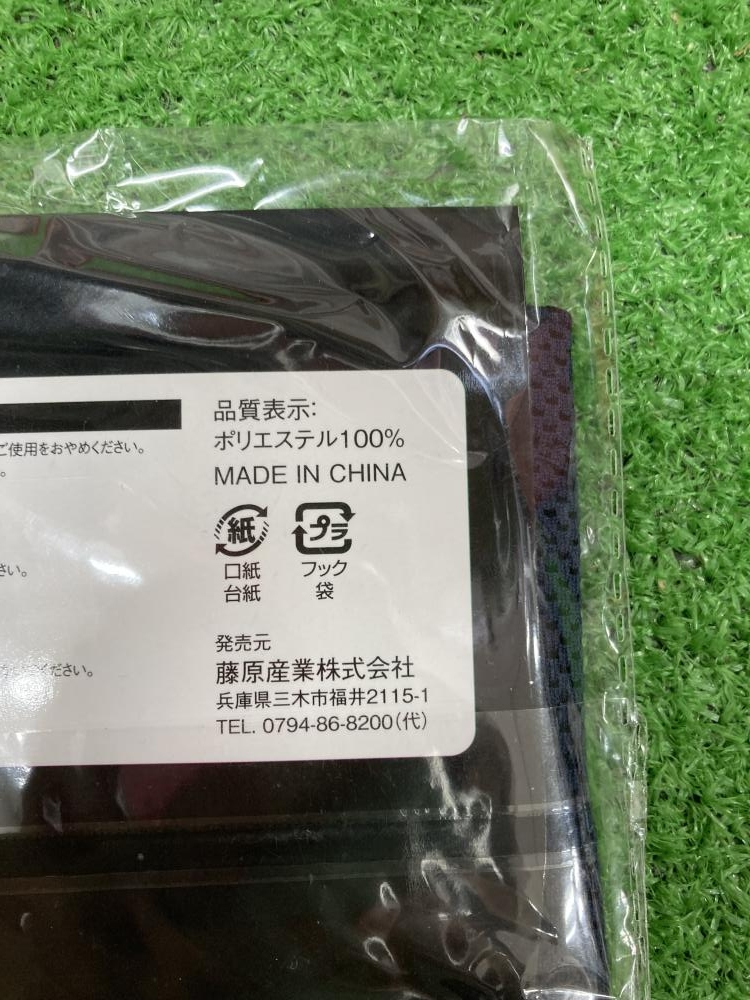 ご使用をおやめください。
。
さい。
ください。
品質表示:
ポリエステル100%
MADE IN CHINA
紙
プラ
口紙
台紙
フック
袋
発売元
藤原産業株式会社
兵庫県三木市福井2115-1
TEL. 0794-86-8200(代)